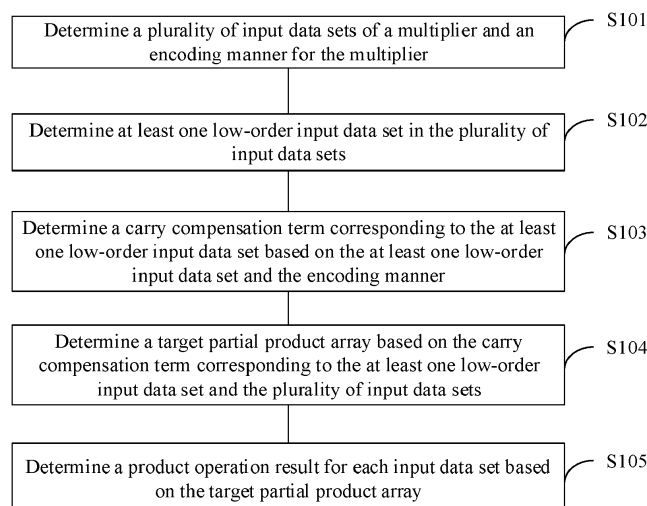 Determine a plurality of input data sets of a multiplier and an
encoding manner for the multiplier
S101
Determine at least one low-order input data set in the plurality of
input data sets
S102
Determine a carry compensation term corresponding to the at least
one low-order input data set based on the at least one low-order
input data set and the encoding manner
S103
Determine a target partial product array based on the carry
compensation term corresponding to the at least one low-order
input data set and the plurality of input data sets
S104
Determine a product operation result for each input data set based
on the target partial product array
S105